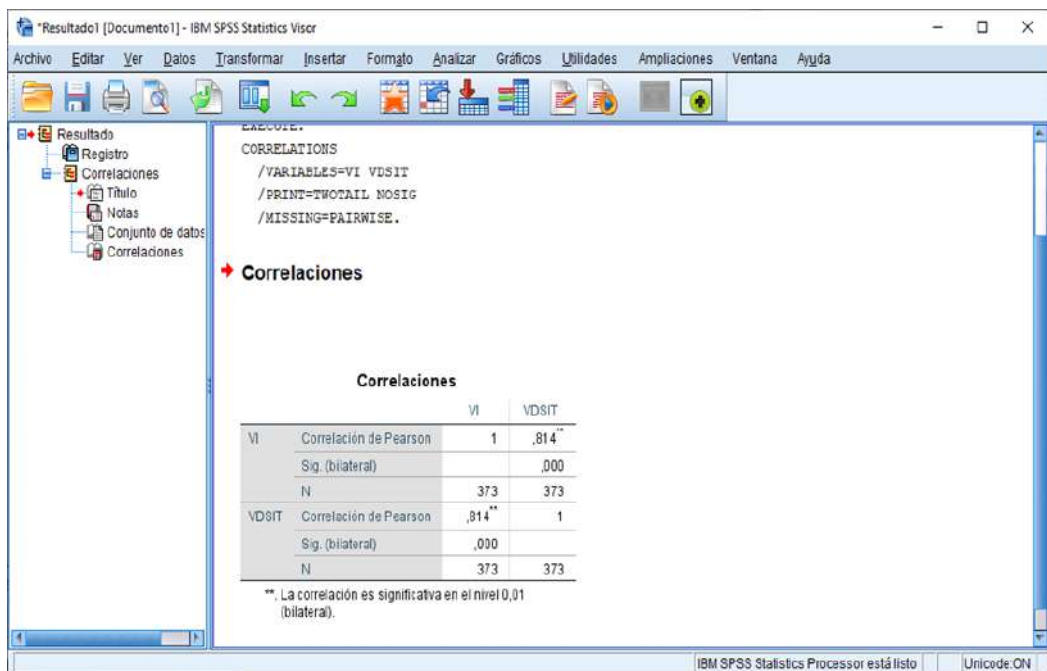 *Resultado1 [Documento1] - IBM SPSS Statistics Visor
Archivo Editar Ver Datos Transformar Insertar Formato Analizar Gráficos Utilidades Ampliaciones Ventana Ayuda
Resultado
Registro
Correlaciones
Título
Notas
Conjunto de datos
Correlaciones
EXECUTE.
CORRELATIONS
/VARIABLES=VI VDSIT
/PRINT=TWOTAIL NOSIG
/MISSING=PAIRWISE.
Correlaciones
Correlaciones
VI VDSIT
VI Correlación de Pearson 1 ,814**
Sig. (bilateral) ,000
N 373 373
VDSIT Correlación de Pearson ,814** 1
Sig. (bilateral) ,000
N 373 373
**. La correlación es significativa en el nivel 0,01
(bilateral).
IBM SPSS Statistics Processor está listo Unicode:ON